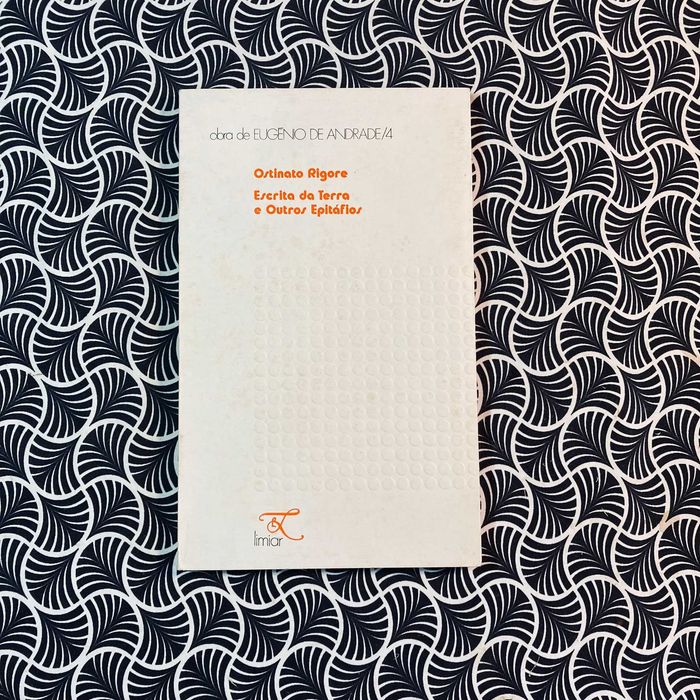 obra de EUGÉNIO DE ANDRADE/4
Ostinato Rigore
Escrita da Terra
e Outros Epitáfios
limiar